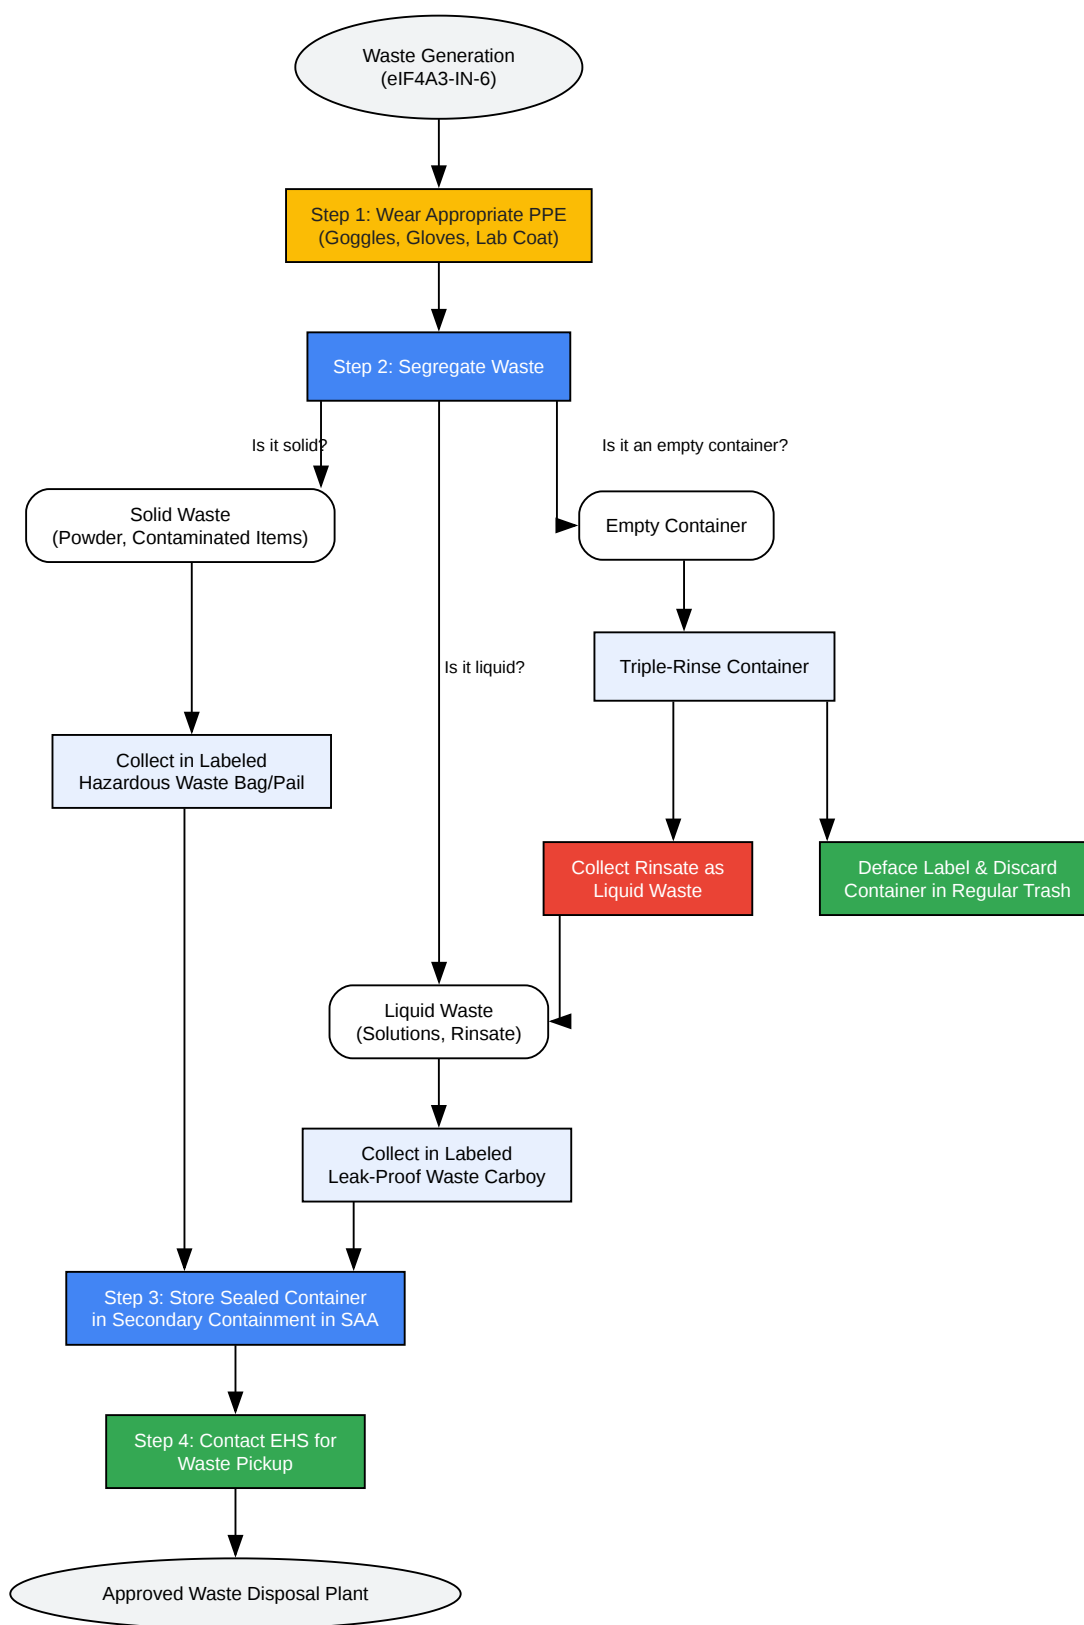 Waste Generation
(eIF4A3-IN-6)
Step 1: Wear Appropriate PPE
(Goggles, Gloves, Lab Coat)
Step 2: Segregate Waste
Is it solid?
Is it an empty container?
Solid Waste
(Powder, Contaminated Items)
Empty Container
Is it liquid?
Triple-Rinse Container
Collect in Labeled
Hazardous Waste Bag/Pail
Collect Rinsate as
Liquid Waste
Deface Label & Discard
Container in Regular Trash
Liquid Waste
(Solutions, Rinsate)
Collect in Labeled
Leak-Proof Waste Carboy
Step 3: Store Sealed Container
in Secondary Containment in SAA
Step 4: Contact EHS for
Waste Pickup
Approved Waste Disposal Plant